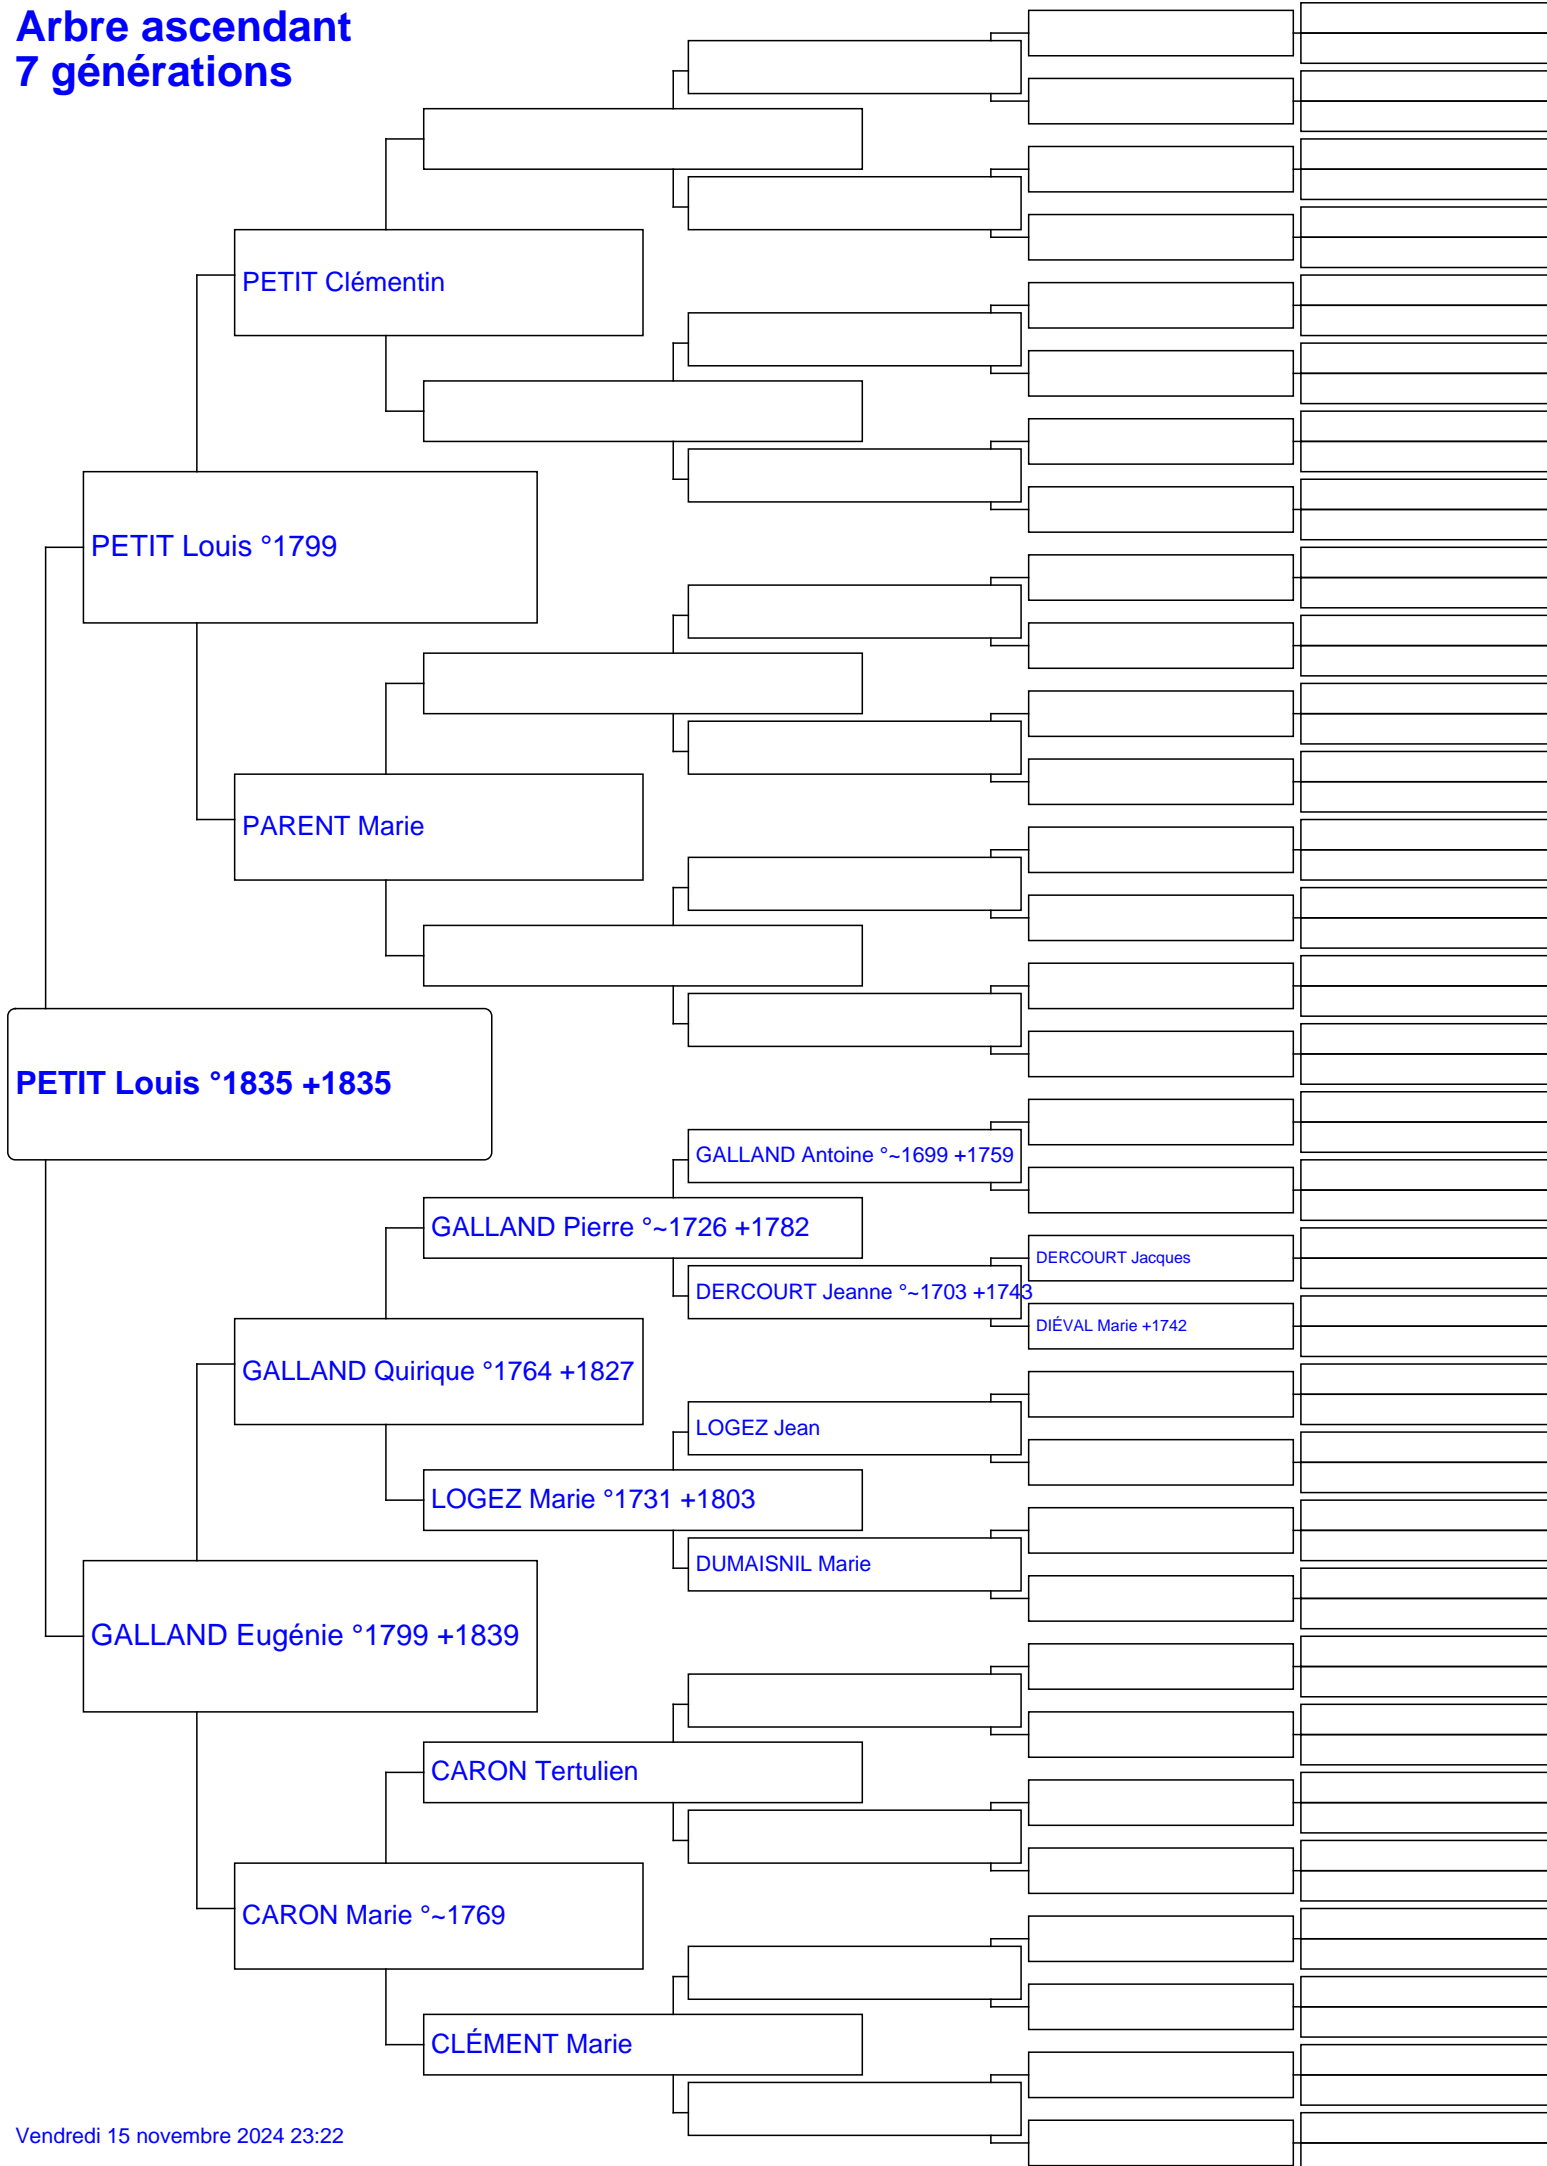 Arbre ascendant
7 générations
PETIT Clémentin
PETIT Louis °1799
PARENT Marie
PETIT Louis °1835 +1835
GALLAND Antoine °~1699 +1759
GALLAND Pierre °~1726 +1782
DERCOURT Jacques
DERCOURT Jeanne °~1703 +1743
DIÉVAL Marie +1742
GALLAND Quirique °1764 +1827
LOGEZ Jean
LOGEZ Marie °1731 +1803
DUMAISNIL Marie
GALLAND Eugénie °1799 +1839
CARON Tertulien
CARON Marie °~1769
CLÉMENT Marie
Vendredi 15 novembre 2024 23:22